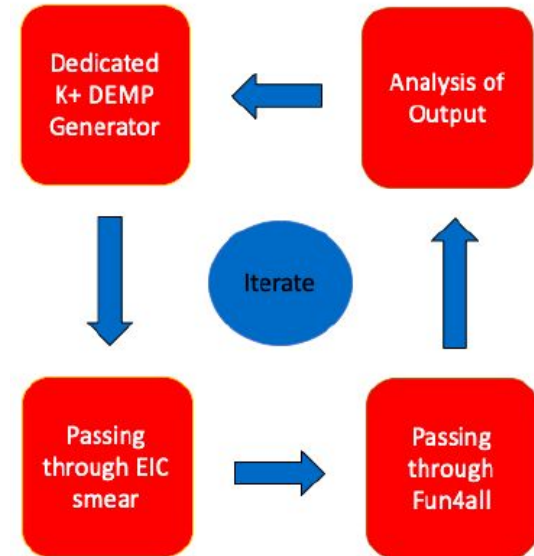 Dedicated
K+ DEMP
Generator
Analysis of
Output
Iterate
Passing
through EIC
smear
Passing
through
Fun4all